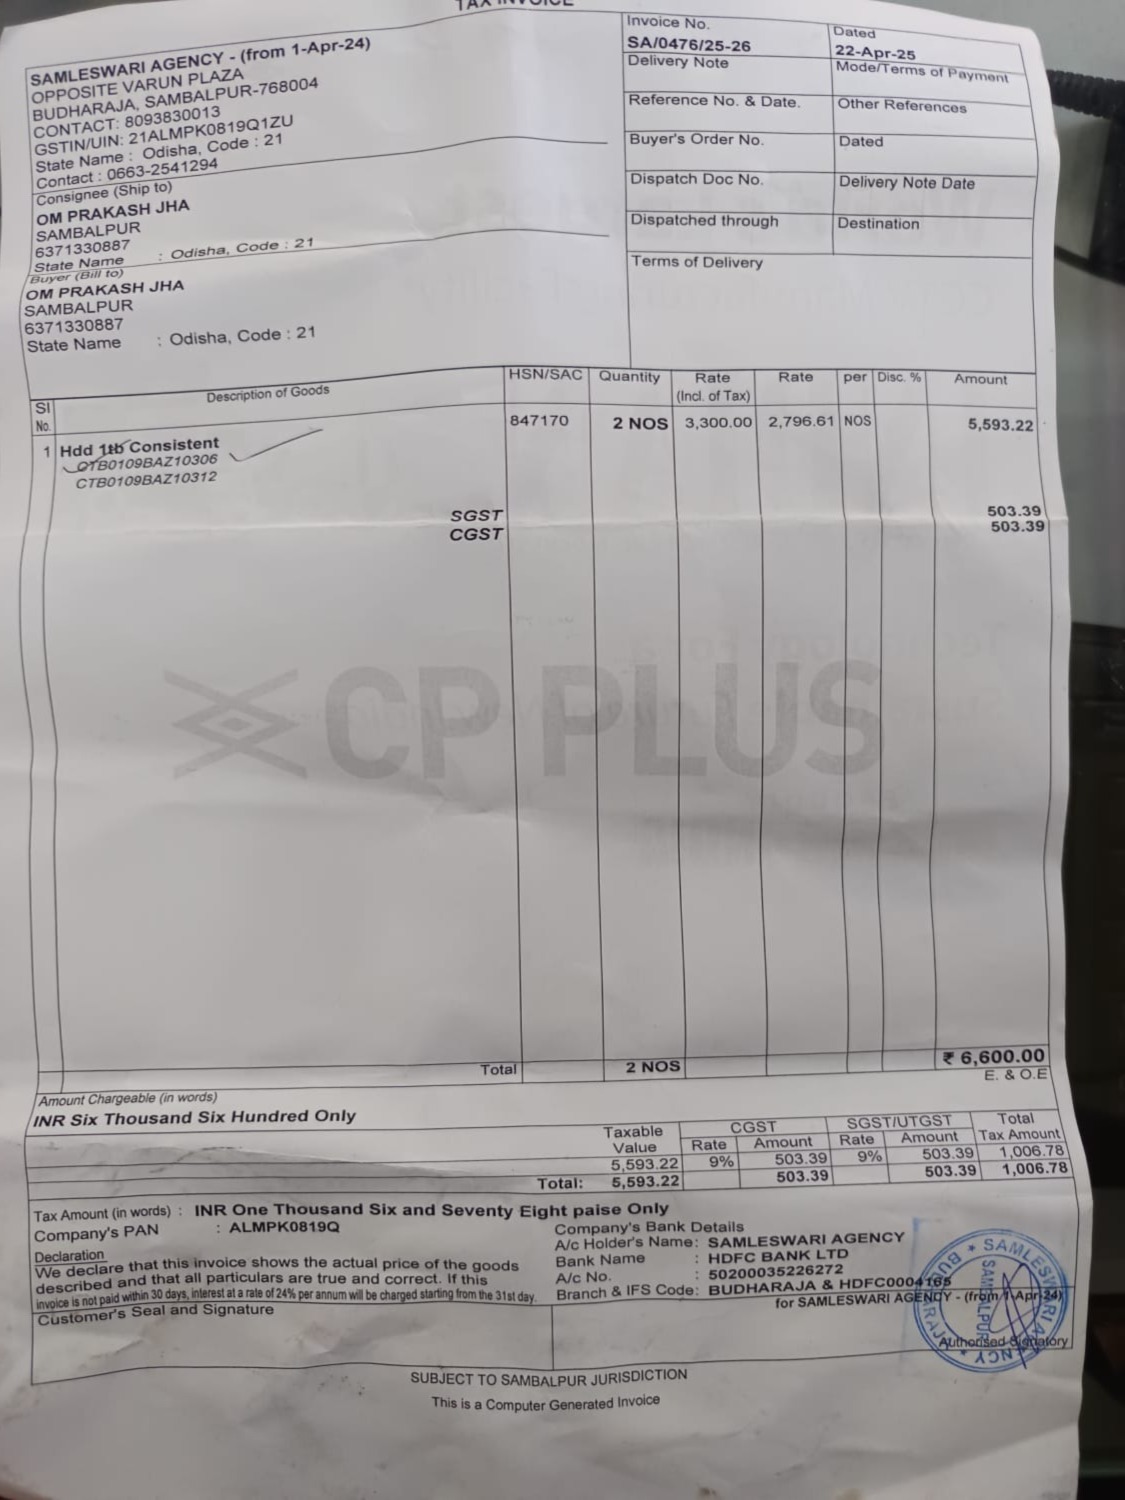 TAX INVOICE
SAMLESWARI AGENCY - (from 1-Apr-24)
OPPOSITE VARUN PLAZA
BUDHARAJA, SAMBALPUR-768004
CONTACT: 8093830013
GSTIN/UIN: 21ALMPK0819Q1ZU
State Name : Odisha, Code : 21
Contact : 0663-2541294
Consignee (Ship to)
OM PRAKASH JHA
SAMBALPUR
6371330887
State Name : Odisha, Code : 21
Buyer (Bill to)
OM PRAKASH JHA
SAMBALPUR
6371330887
State Name : Odisha, Code : 21
Invoice No. Dated
SA/0476/25-26 22-Apr-25
Delivery Note Mode/Terms of Payment
Reference No. & Date. Other References
Buyer's Order No. Dated
Dispatch Doc No. Delivery Note Date
Dispatched through Destination
Terms of Delivery
SI No. Description of Goods HSN/SAC Quantity Rate (Incl. of Tax) Rate per Disc. % Amount
1 Hdd 1tb Consistent 847170 2 NOS 3,300.00 2,796.61 NOS 5,593.22
CTB0109BAZ10306
CTB0109BAZ10312
SGST 503.39
CGST 503.39
CP PLUS
Total 2 NOS ₹ 6,600.00
E. & O.E
Amount Chargeable (in words)
INR Six Thousand Six Hundred Only
Taxable Value CGST SGST/UTGST Total Tax Amount
Rate Amount Rate Amount
5,593.22 9% 503.39 9% 503.39 1,006.78
Total: 5,593.22 503.39 503.39 1,006.78
Tax Amount (in words) : INR One Thousand Six and Seventy Eight paise Only
Company's PAN : ALMPK0819Q
Declaration
We declare that this invoice shows the actual price of the goods
described and that all particulars are true and correct. If this
invoice is not paid within 30 days, interest at a rate of 24% per annum will be charged starting from the 31st day.
Company's Bank Details
A/c Holder's Name: SAMLESWARI AGENCY
Bank Name : HDFC BANK LTD
A/c No. : 50200035226272
Branch & IFS Code: BUDHARAJA & HDFC0004165
Customer's Seal and Signature
for SAMLESWARI AGENCY - (from 1-Apr-24)
SAMLESWARI AGENCY * BUDHARAJA *
SAMBALPUR
Authorised Signatory
SUBJECT TO SAMBALPUR JURISDICTION
This is a Computer Generated Invoice